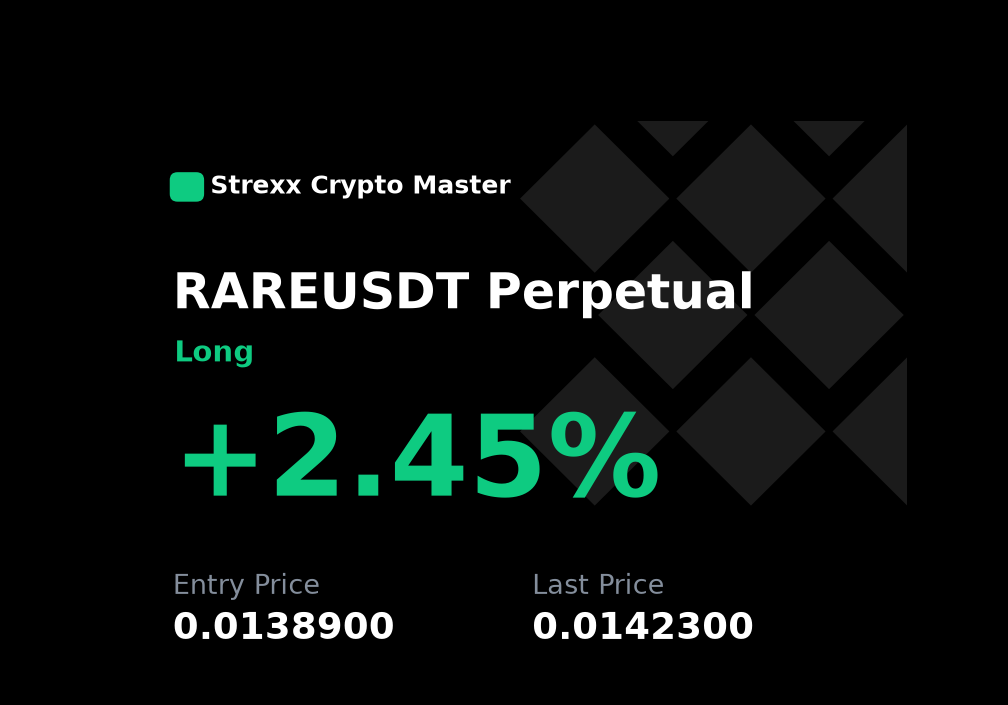 Strexx Crypto Master
RAREUSDT Perpetual
Long
+2.45%
Entry Price Last Price
0.0138900 0.0142300